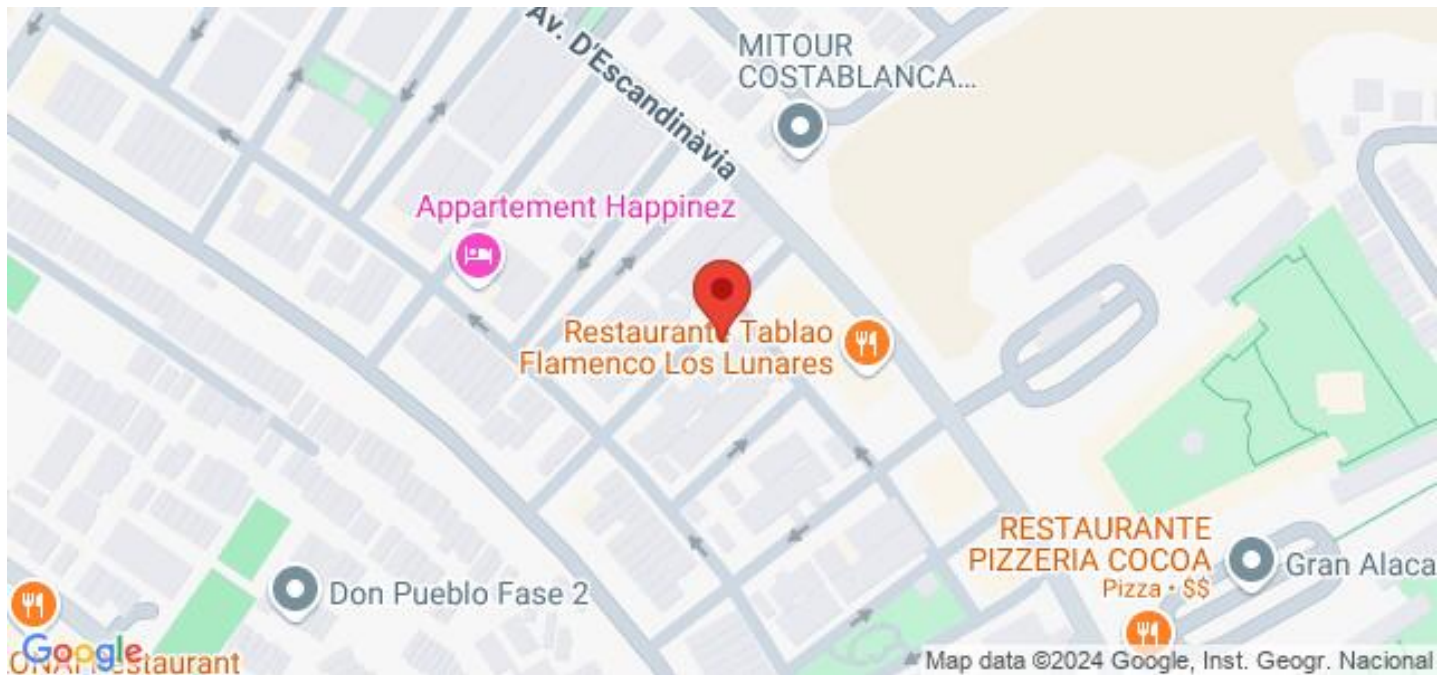 Av. D'Escandinàvia
MITOUR
COSTABLANCA...
Appartement Happinez
Restaurante Tablao
Flamenco Los Lunares
RESTAURANTE
PIZZERIA COCOA
Pizza • $$
Gran Alaca
Don Pueblo Fase 2
Google
Restaurant
Map data ©2024 Google, Inst. Geogr. Nacional